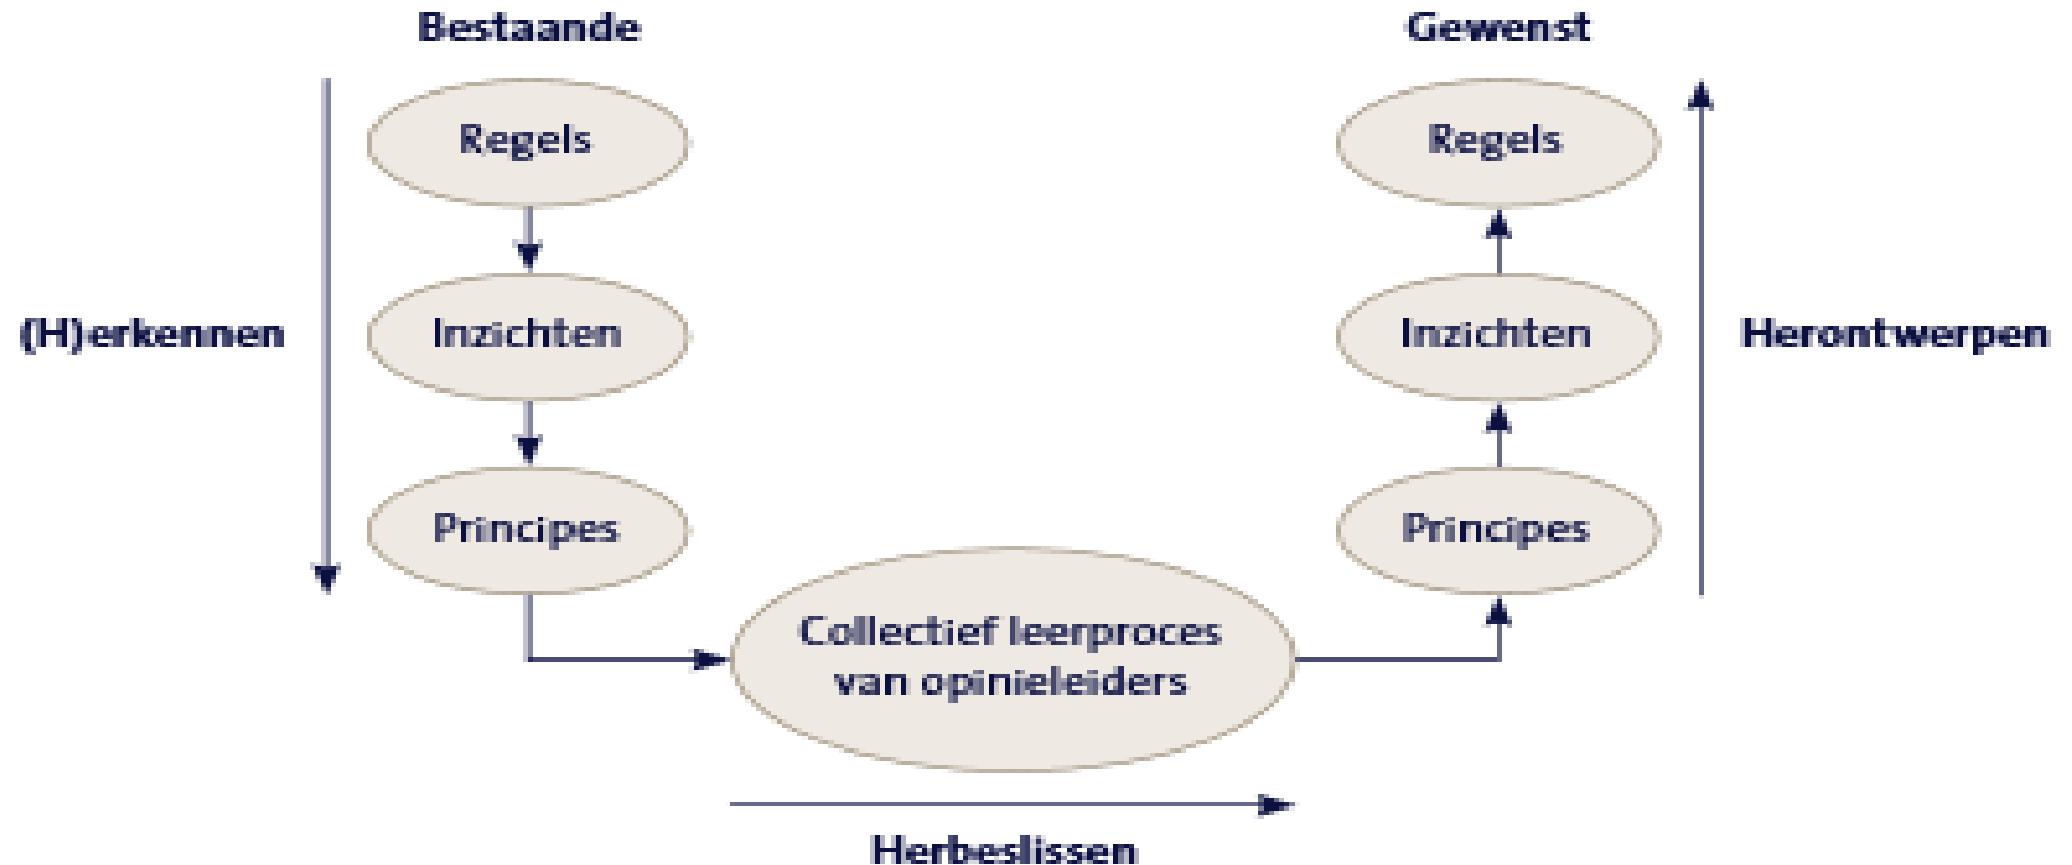 Bestaande
Gewenst
Regels
Regels
(H)erkennen
Inzichten
Inzichten
Herontwerpen
Principes
Principes
Collectief leerproces
van opinieleiders
Herbeslissen